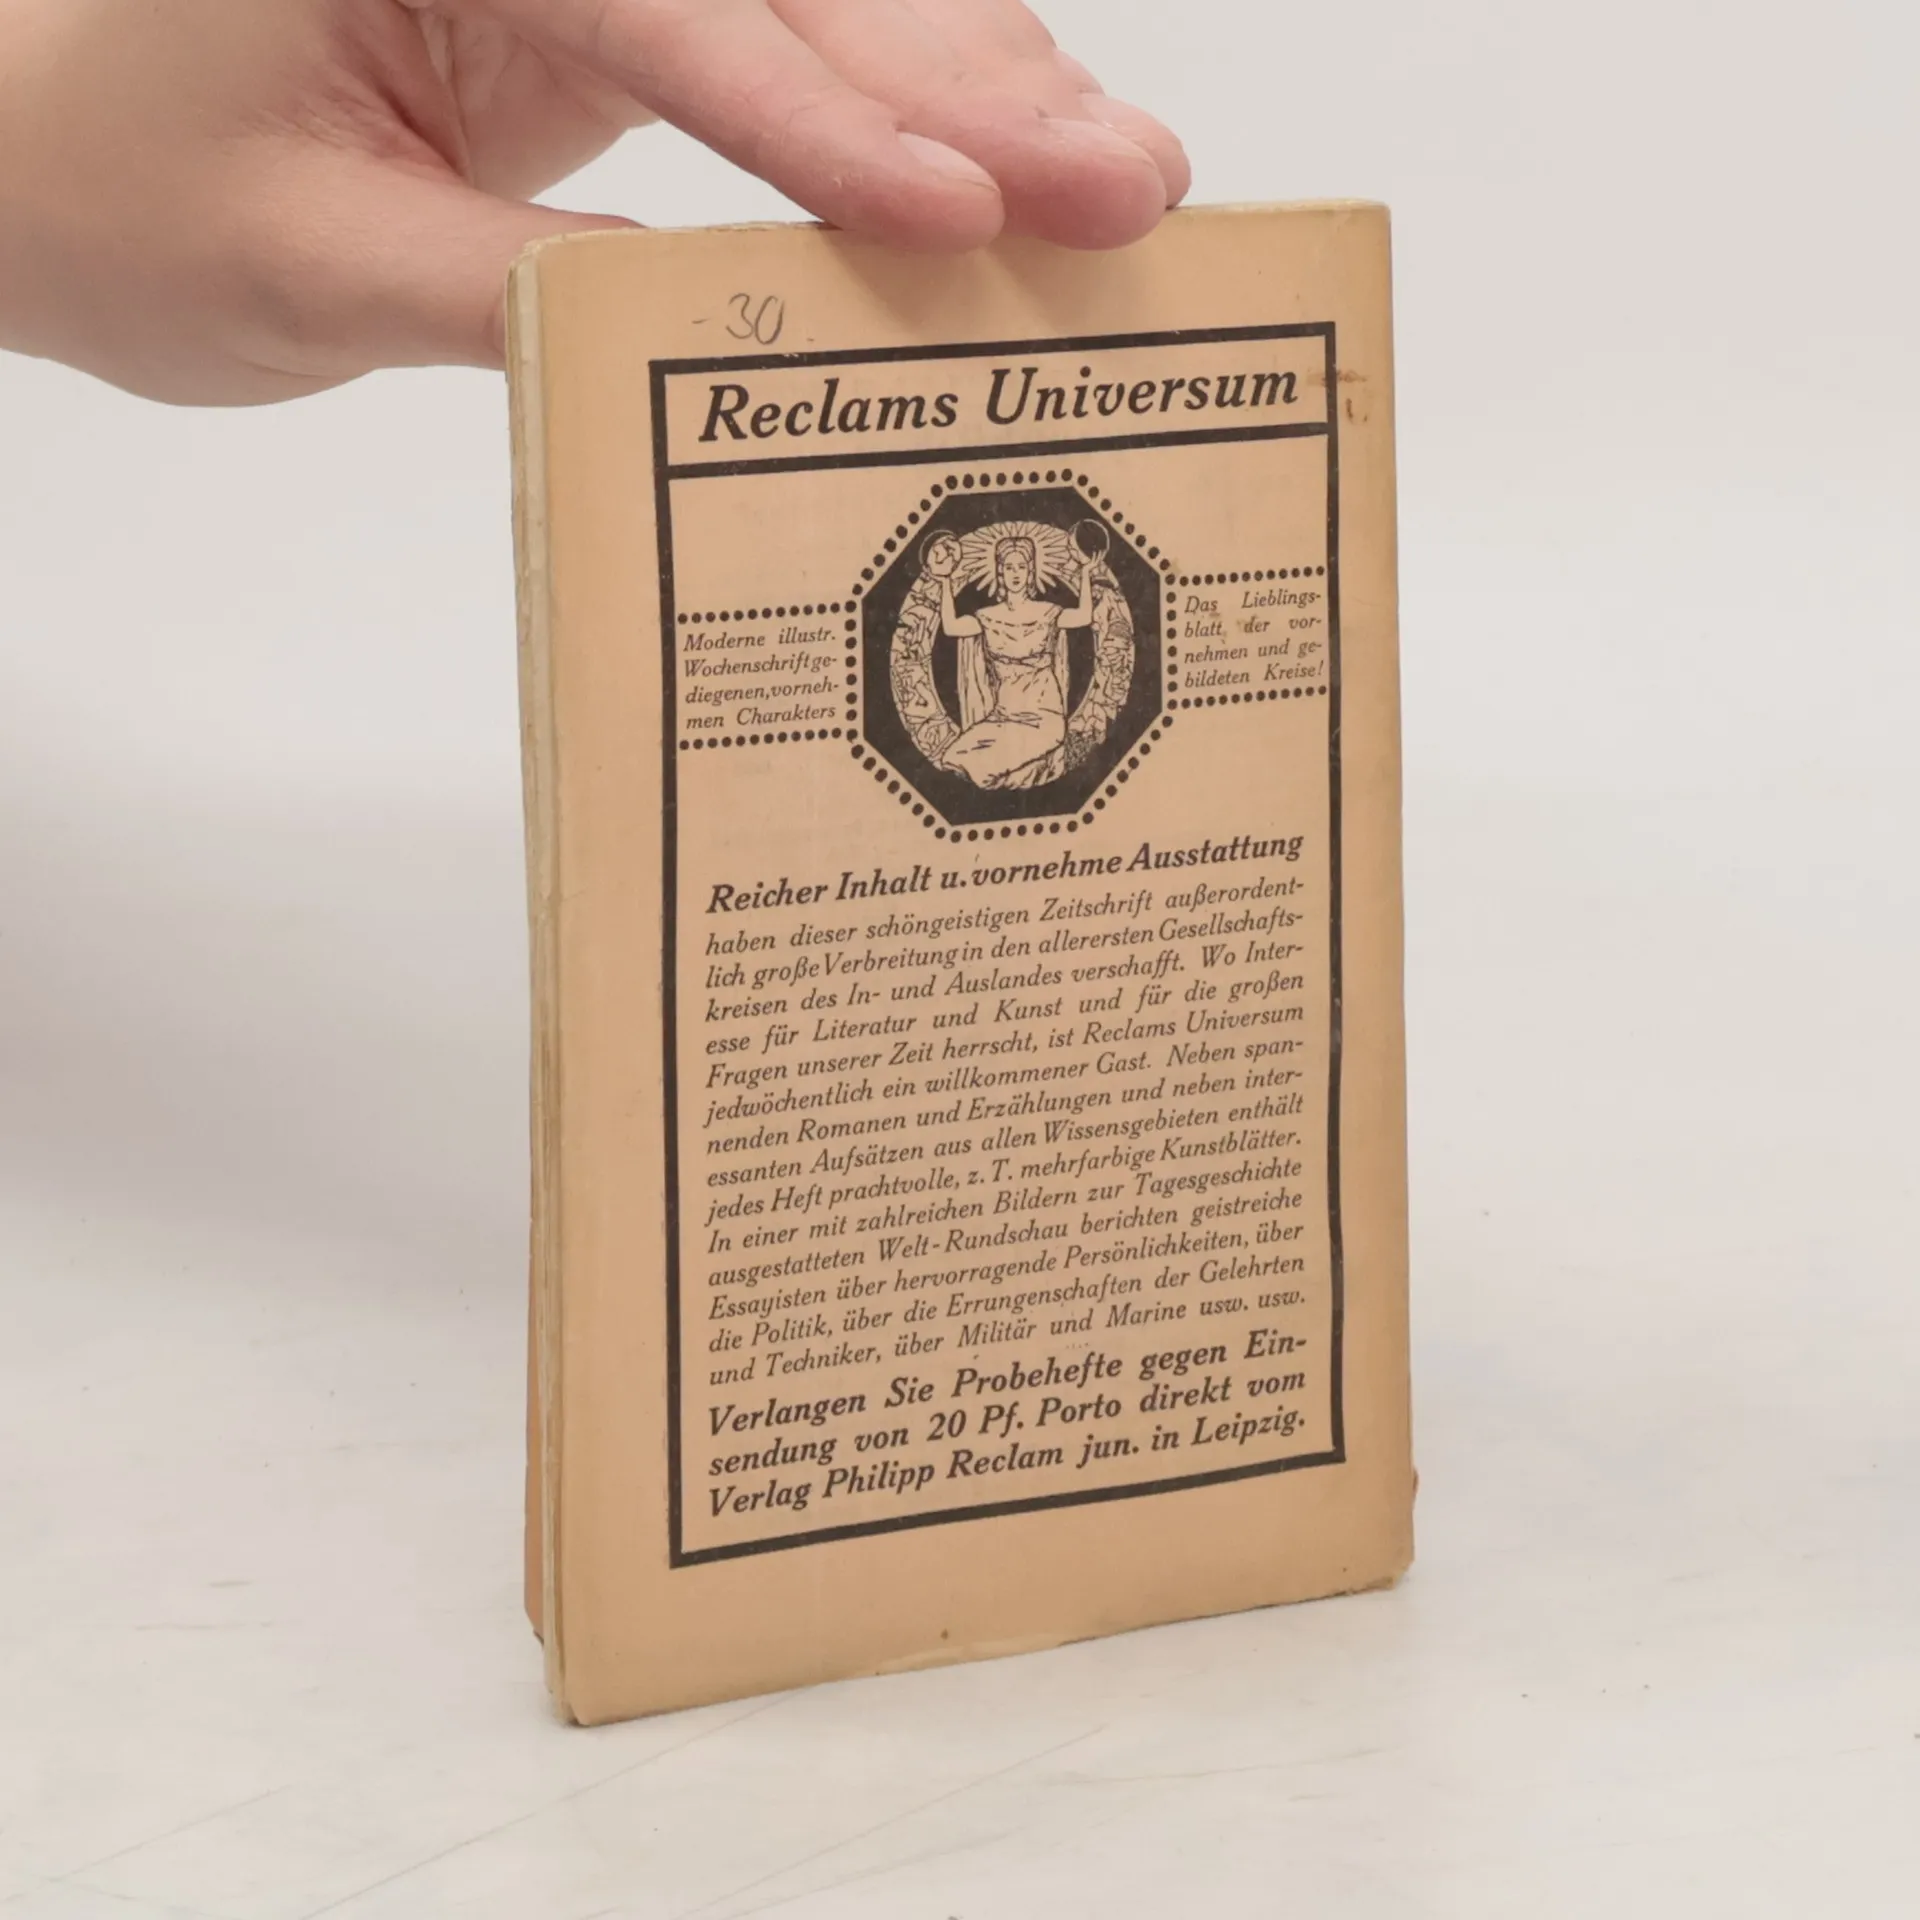 -30
Reclams Universum
Moderne illustr.
Wochenschrift ge-
diegenen, vorneh-
men Charakters
Das Lieblings-
blatt der vor-
nehmen und ge-
bildeten Kreise!
Reicher Inhalt u. vornehme Ausstattung
haben dieser schöngeistigen Zeitschrift außerordent-
lich große Verbreitung in den allerersten Gesellschafts-
kreisen des In- und Auslandes verschafft. Wo Inter-
esse für Literatur und Kunst und für die großen
Fragen unserer Zeit herrscht, ist Reclams Universum
jedwöchentlich ein willkommener Gast. Neben span-
nenden Romanen und Erzählungen und neben inter-
essanten Aufsätzen aus allen Wissensgebieten enthält
jedes Heft prachtvolle, z. T. mehrfarbige Kunstblätter.
In einer mit zahlreichen Bildern zur Tagesgeschichte
ausgestatteten Welt-Rundschau berichten geistreiche
Essayisten über hervorragende Persönlichkeiten, über
die Politik, über die Errungenschaften der Gelehrten
und Techniker, über Militär und Marine usw. usw.
Verlangen Sie Probehefte gegen Ein-
sendung von 20 Pf. Porto direkt vom
Verlag Philipp Reclam jun. in Leipzig.